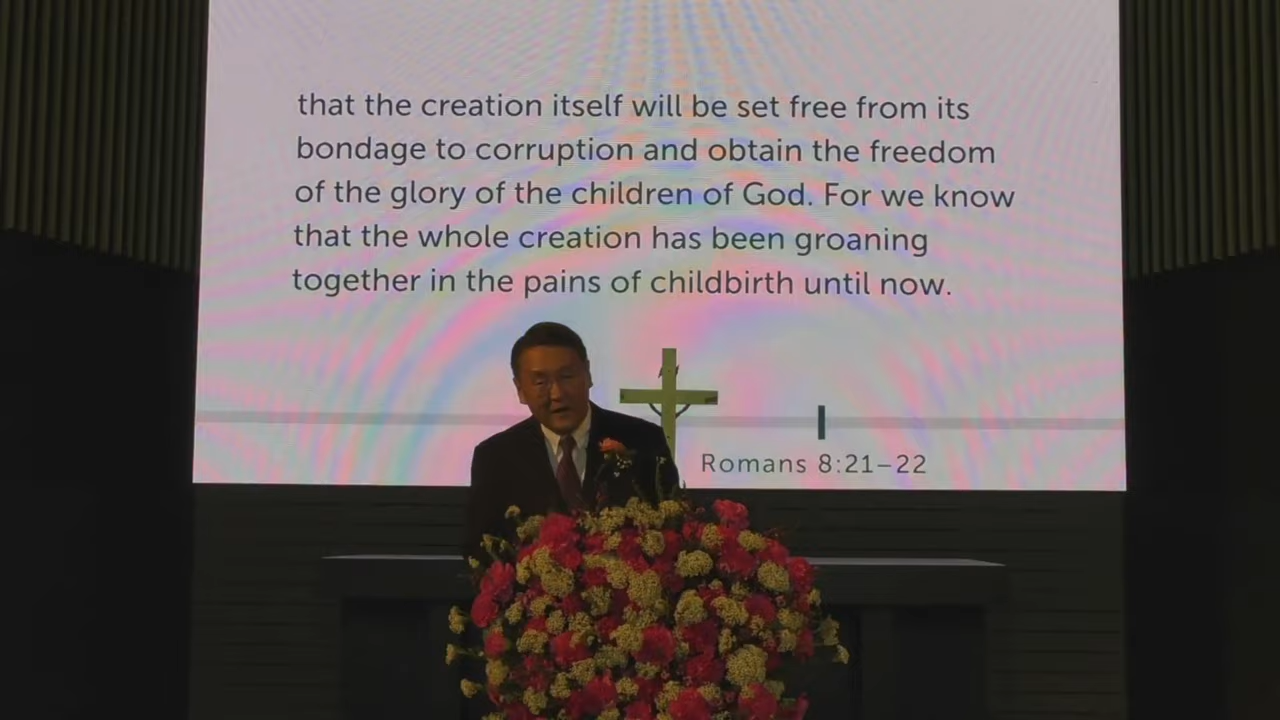 that the creation itself will be set free from its
bondage to corruption and obtain the freedom
of the glory of the children of God. For we know
that the whole creation has been groaning
together in the pains of childbirth until now.
Romans 8:21–22